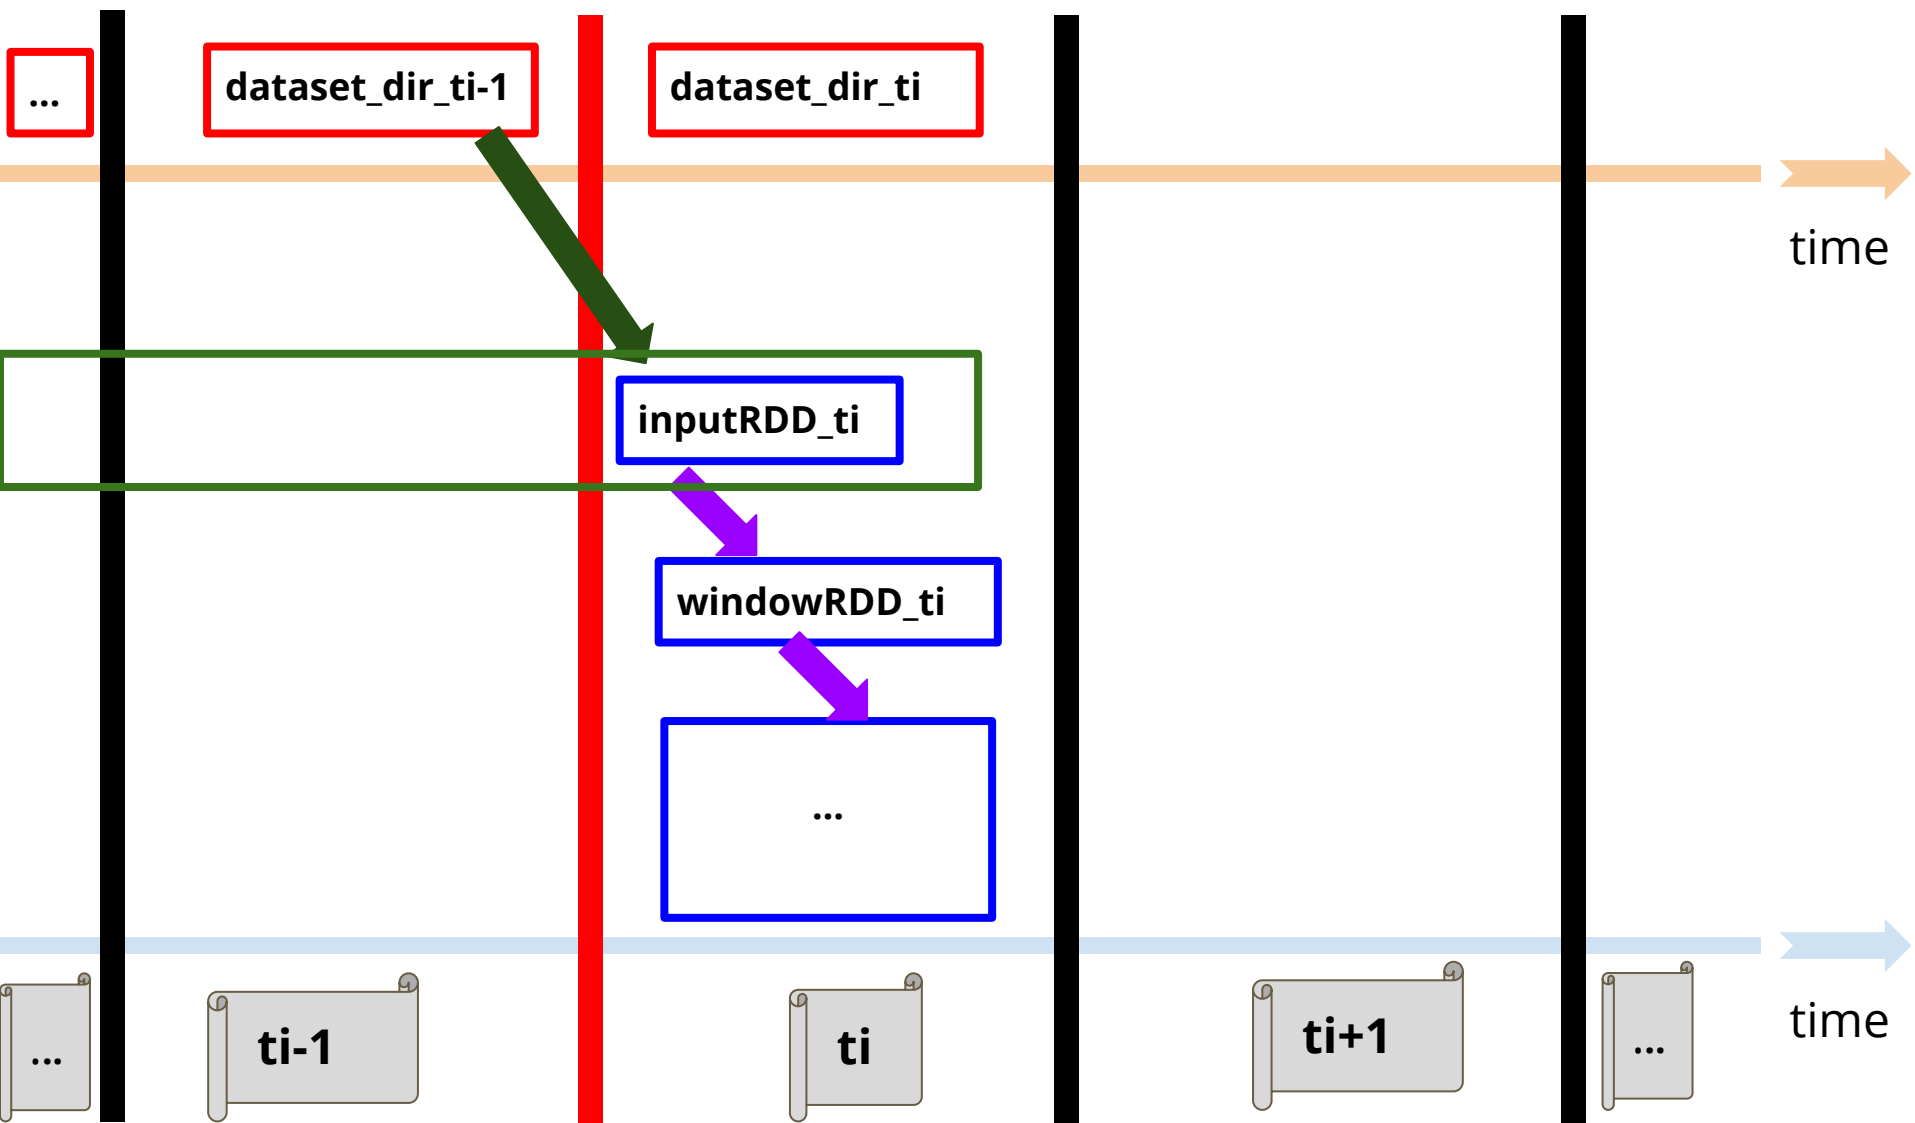 ...
dataset_dir_ti-1
dataset_dir_ti
time
inputRDD_ti
windowRDD_ti
...
...
ti-1
ti
ti+1
...
time